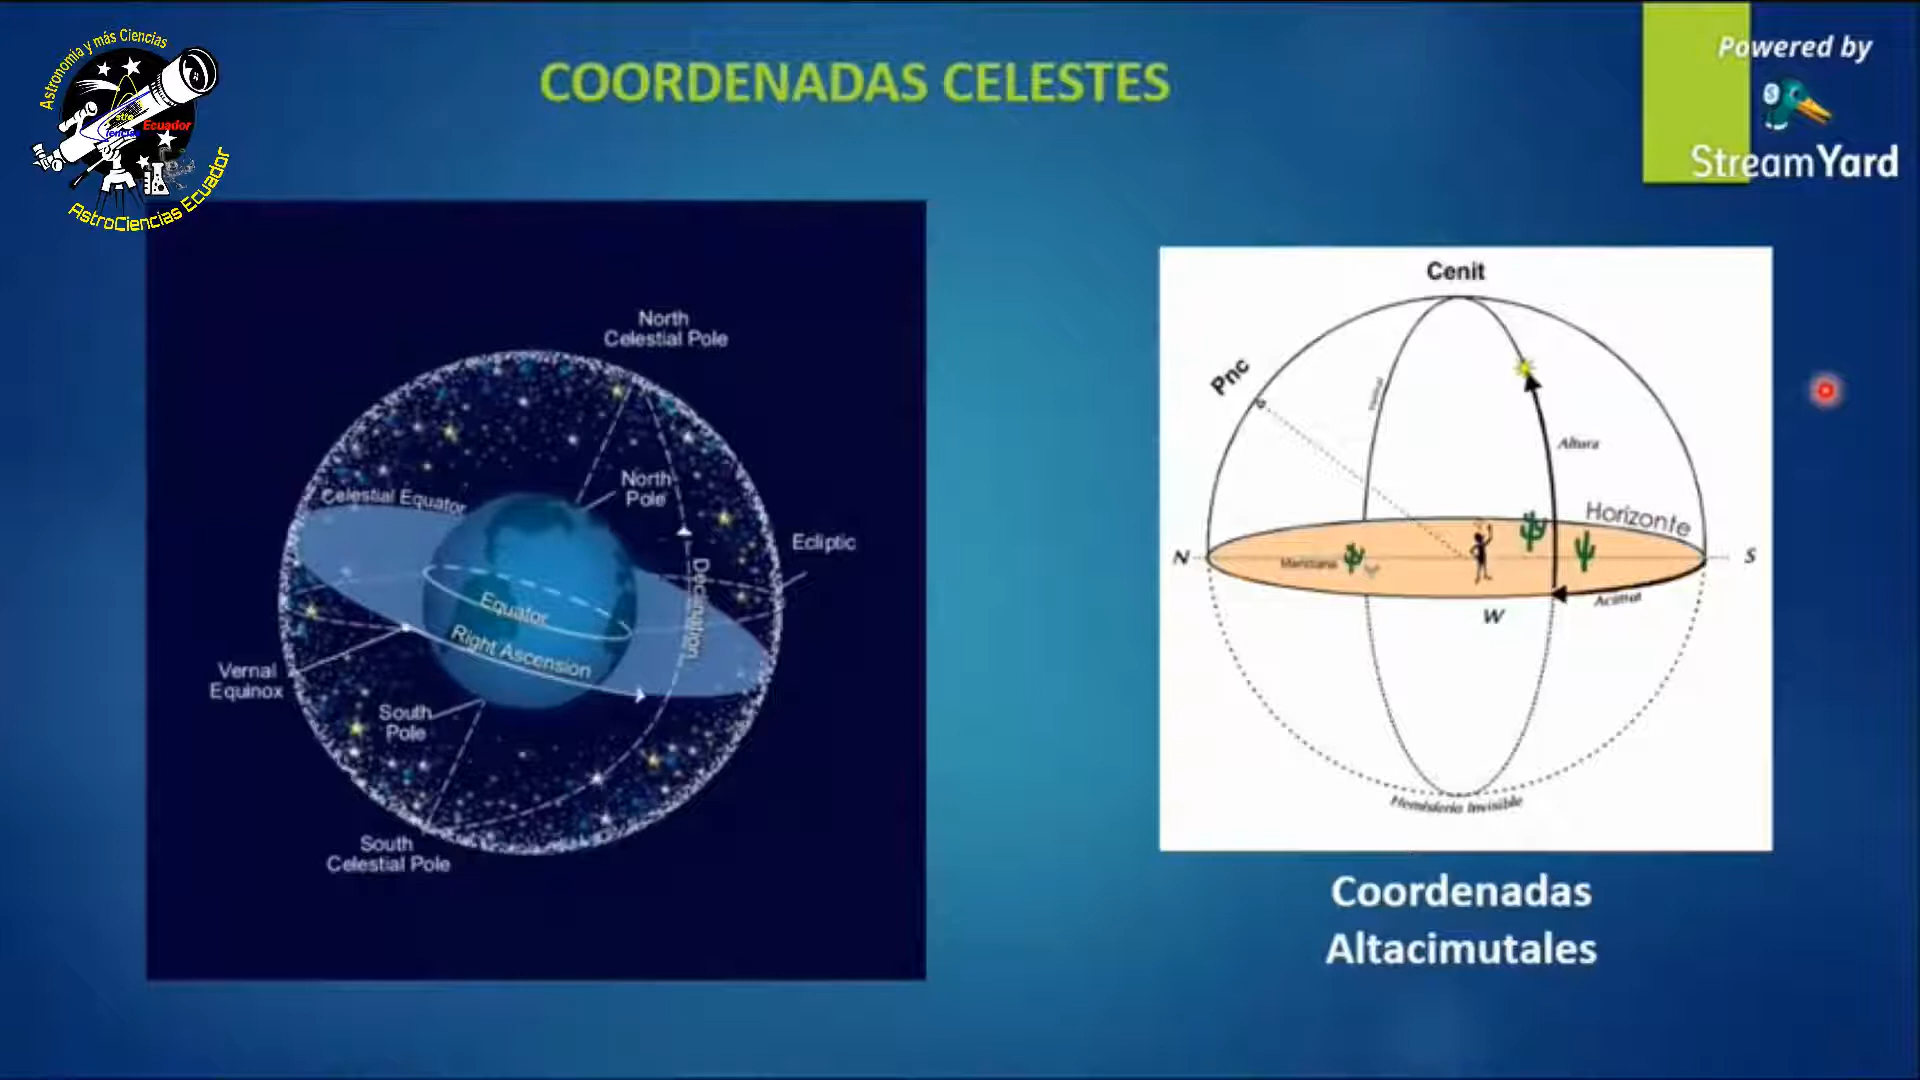 Astronomía y más Ciencias
Ecuador
AstroCiencias Ecuador
COORDENADAS CELESTES
Powered by
StreamYard
North
Celestial Pole
North
Pole
Celestial Equator
Ecliptic
Declination
Equator
Right Ascension
Vernal
Equinox
South
Pole
South
Celestial Pole
Cenit
Pnc
Altura
Horizonte
N
S
Meridiana
Acimut
W
Hemisferio Invisible
Coordenadas
Altacimutales